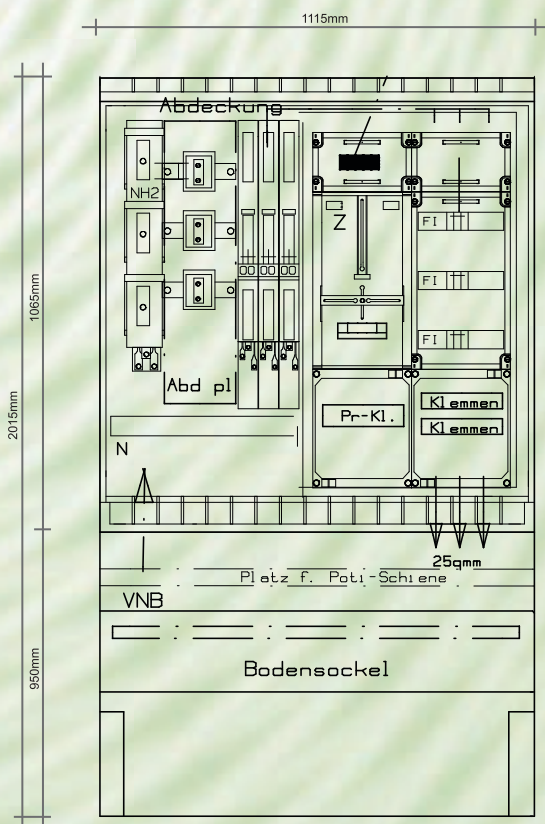 1115mm
Abdeckung
NH2
Z
FI
FI
1065mm
FI
Abd pl
2015mm
Klemmen
Pr-Kl.
Klemmen
N
25qmm
Platz f. Poti-Schiene
VNB
950mm
Bodensockel